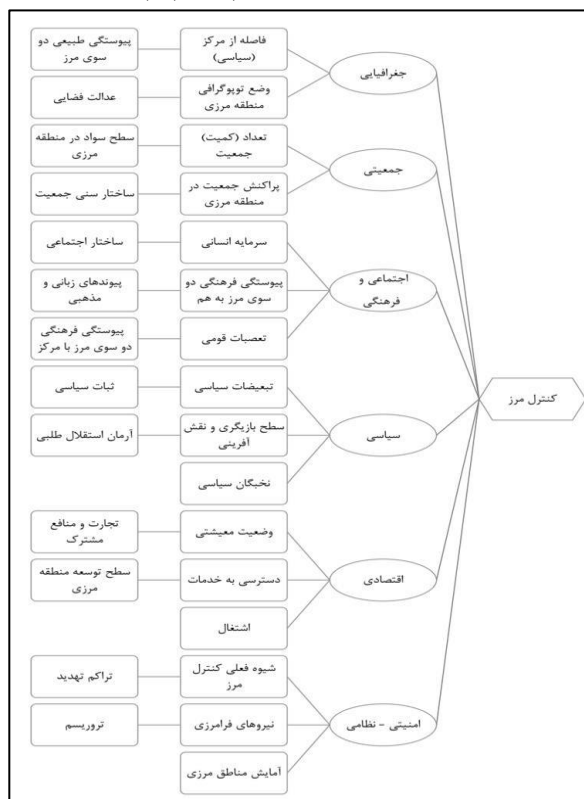 کنترل مرز
جغرافیایی
فاصله از مرکز
(سیاسی)
پیوستگی طبیعی دو
سوی مرز
وضع توپوگرافی
منطقه مرزی
عدالت فضایی
جمعیتی
تعداد (کمیت)
جمعیت
سطح سواد در منطقه
مرزی
پراکنش جمعیت در
منطقه مرزی
ساختار سنی جمعیت
اجتماعی و
فرهنگی
سرمایه انسانی
ساختار اجتماعی
پیوستگی فرهنگی دو
سوی مرز به هم
پیوندهای زبانی و
مذهبی
تعصبات قومی
پیوستگی فرهنگی
دو سوی مرز با مرکز
سیاسی
تبعیضات سیاسی
ثبات سیاسی
سطح بازیگری و نقش
آفرینی
آرمان استقلال طلبی
نخبگان سیاسی
اقتصادی
وضعیت معیشتی
تجارت و منافع
مشترک
دسترسی به خدمات
سطح توسعه منطقه
مرزی
اشتغال
امنیتی - نظامی
شیوه فعلی کنترل
مرز
تراکم تهدید
نیروهای فرامرزی
تروریسم
آمایش مناطق مرزی